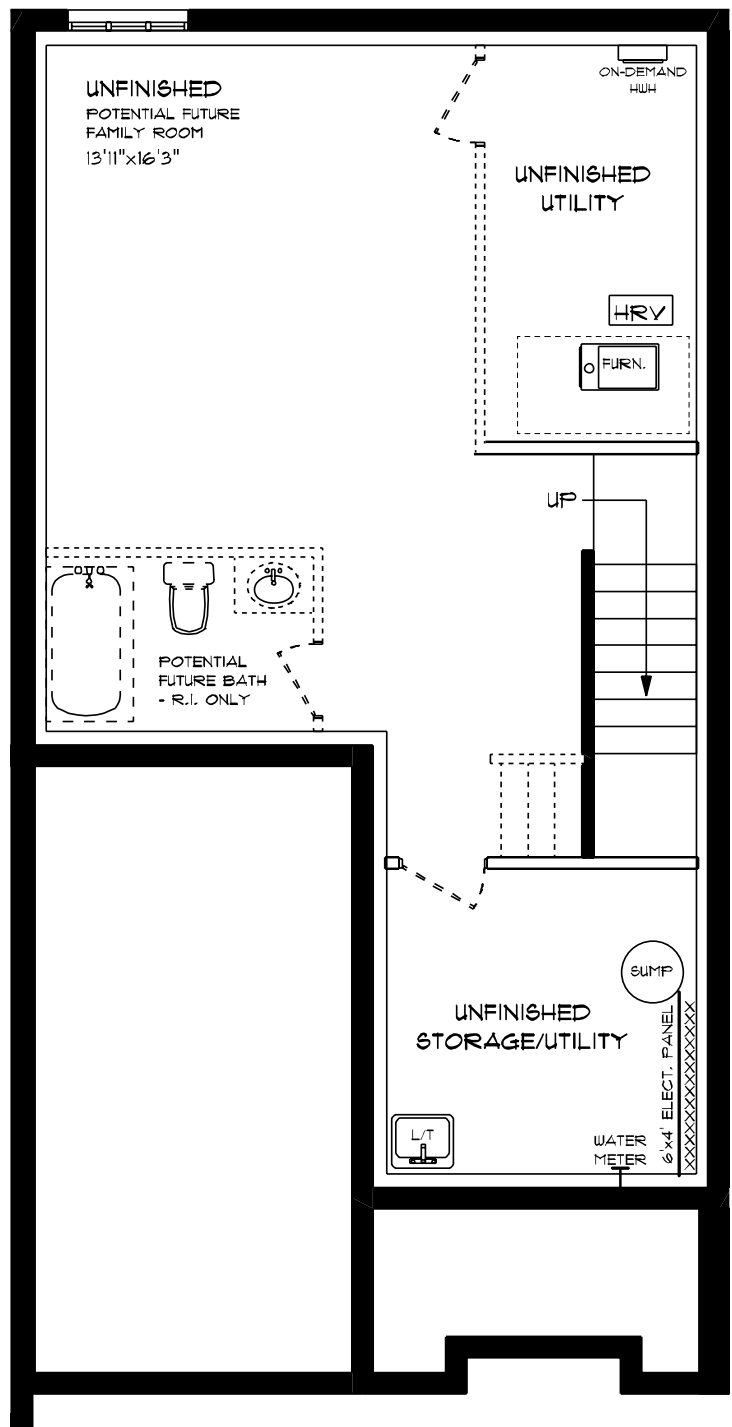 UNFINISHED
POTENTIAL FUTURE
FAMILY ROOM
13'11"x16'3"
ON-DEMAND
HWH
UNFINISHED
UTILITY
HRV
FURN.
UP
POTENTIAL
FUTURE BATH
- R.I. ONLY
SUMP
UNFINISHED
STORAGE/UTILITY
6'x4' ELECT. PANEL
L/T
WATER
METER